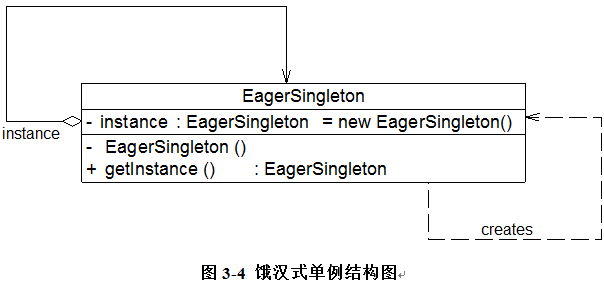 EagerSingleton
- instance : EagerSingleton = new EagerSingleton()
instance
- EagerSingleton ()
+ getInstance () : EagerSingleton
creates
图 3-4 饿汉式单例结构图